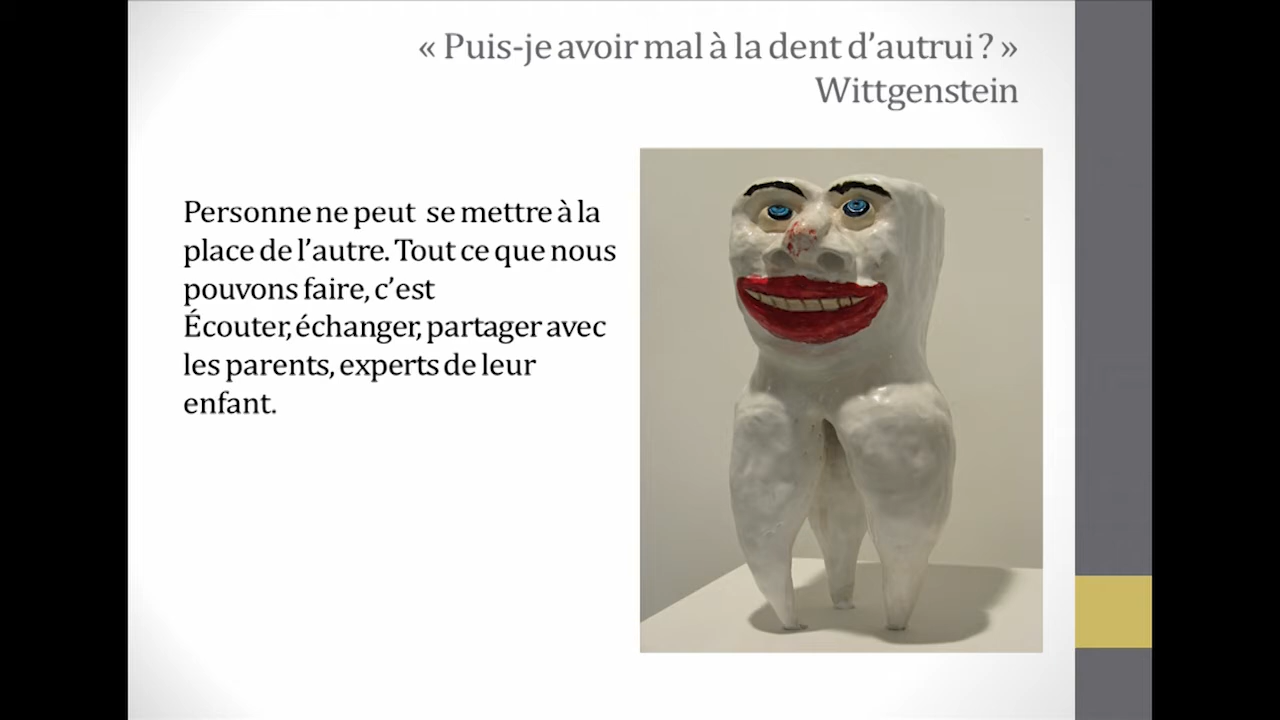 « Puis-je avoir mal à la dent d’autrui ? »
Wittgenstein
Personne ne peut se mettre à la
place de l’autre. Tout ce que nous
pouvons faire, c’est
Écouter, échanger, partager avec
les parents, experts de leur
enfant.